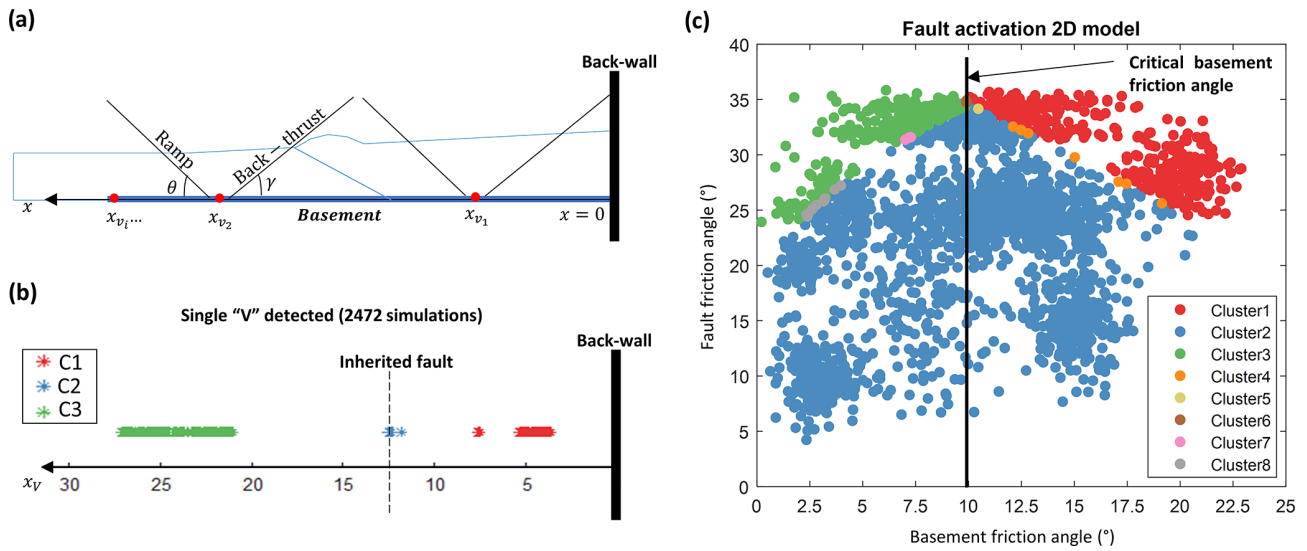 (a)
Back-wall
Ramp
Back – thrust
θ
γ
x
x_{v_i}...
x_{v_2}
Basement
x_{v_1}
x = 0
(b)
Single “V” detected (2472 simulations)
Back-wall
C1
C2
C3
Inherited fault
x_V
30
25
20
15
10
5
(c)
Fault activation 2D model
Critical basement
friction angle
Fault friction angle (°)
40
35
30
25
20
15
10
5
0
Cluster1
Cluster2
Cluster3
Cluster4
Cluster5
Cluster6
Cluster7
Cluster8
0 2.5 5 7.5 10 12.5 15 17.5 20 22.5 25
Basement friction angle (°)